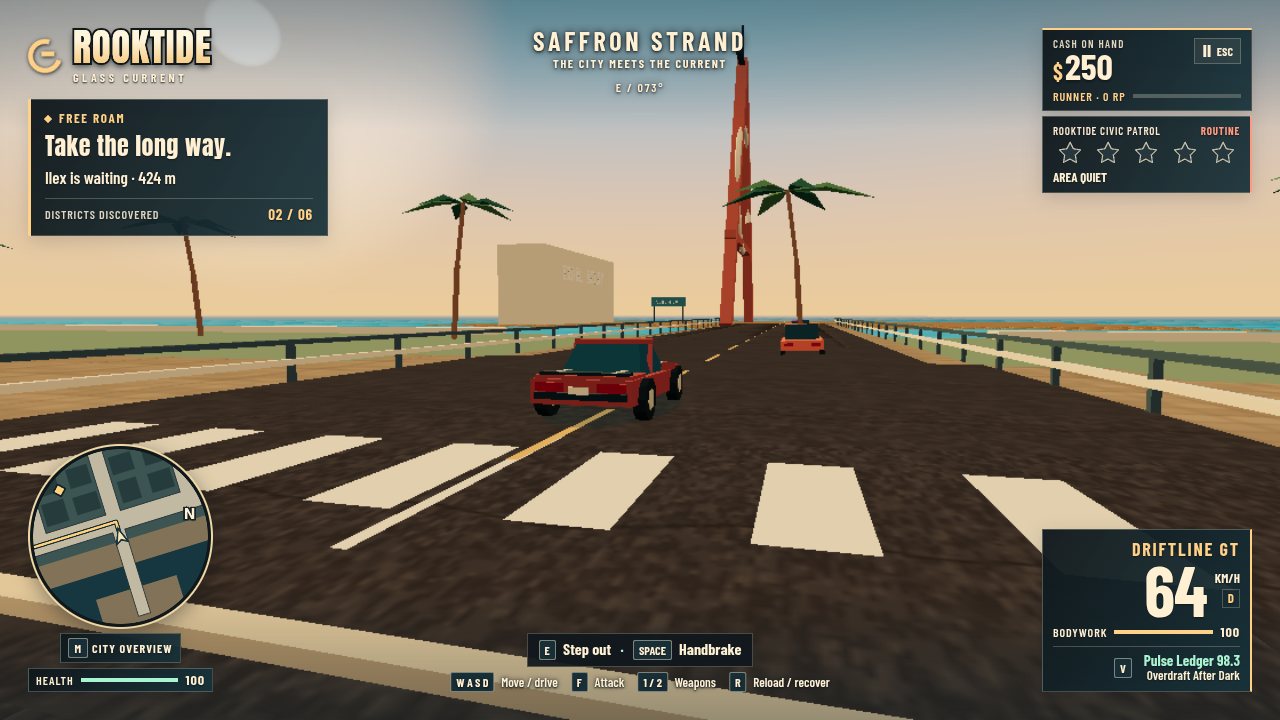 ROOKTIDE
GLASS CURRENT
FREE ROAM
Take the long way.
Ilex is waiting · 424 m
DISTRICTS DISCOVERED 02 / 06
SAFFRON STRAND
THE CITY MEETS THE CURRENT
E / 073°
CASH ON HAND
$250
ESC
RUNNER · 0 RP
ROOKTIDE CIVIC PATROL ROUTINE
AREA QUIET
N
M CITY OVERVIEW
HEALTH 100
E Step out · SPACE Handbrake
W A S D Move / drive F Attack 1 / 2 Weapons R Reload / recover
DRIFTLINE GT
64 KM/H
D
BODYWORK 100
V Pulse Ledger 98.3
Overdraft After Dark